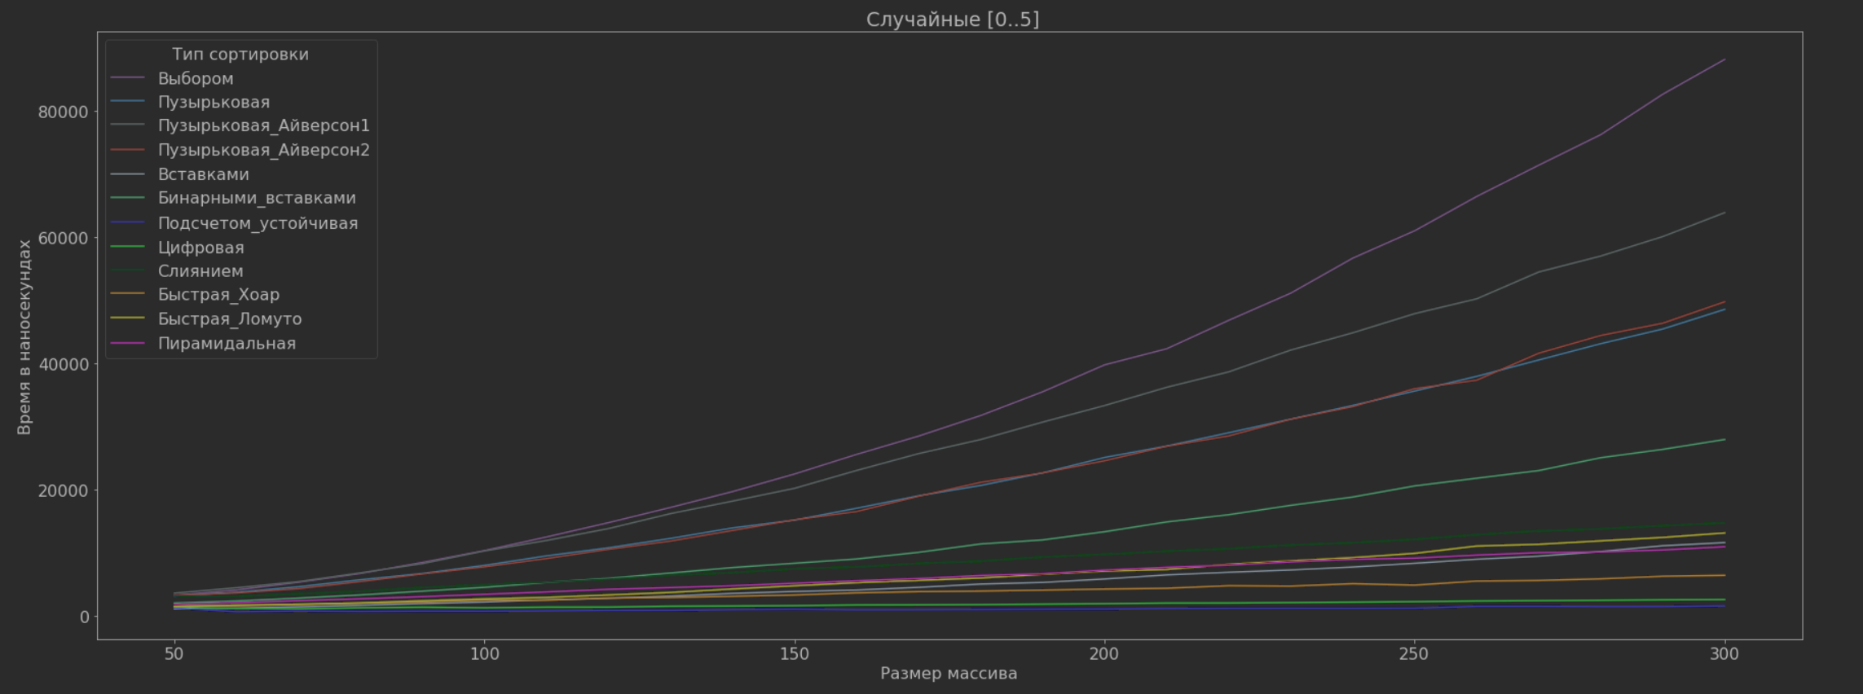 Случайные [0..5]
Тип сортировки
Выбором
Пузырьковая
Пузырьковая_Айверсон1
Пузырьковая_Айверсон2
Вставками
Бинарными_вставками
Подсчетом_устойчивая
Цифровая
Слиянием
Быстрая_Хоар
Быстрая_Ломуто
Пирамидальная
Время в наносекундах
80000
60000
40000
20000
0
50 100 150 200 250 300
Размер массива